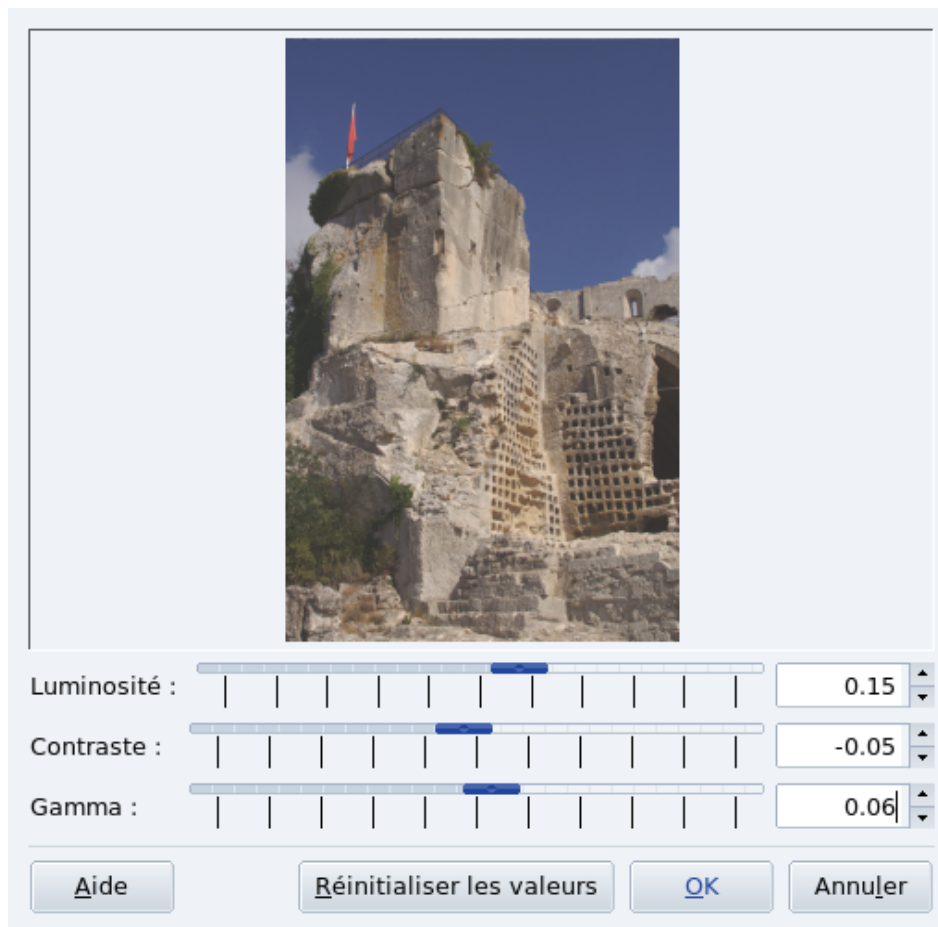 Luminosité : 0.15
Contraste : -0.05
Gamma : 0.06
Aide Réinitialiser les valeurs OK Annuler